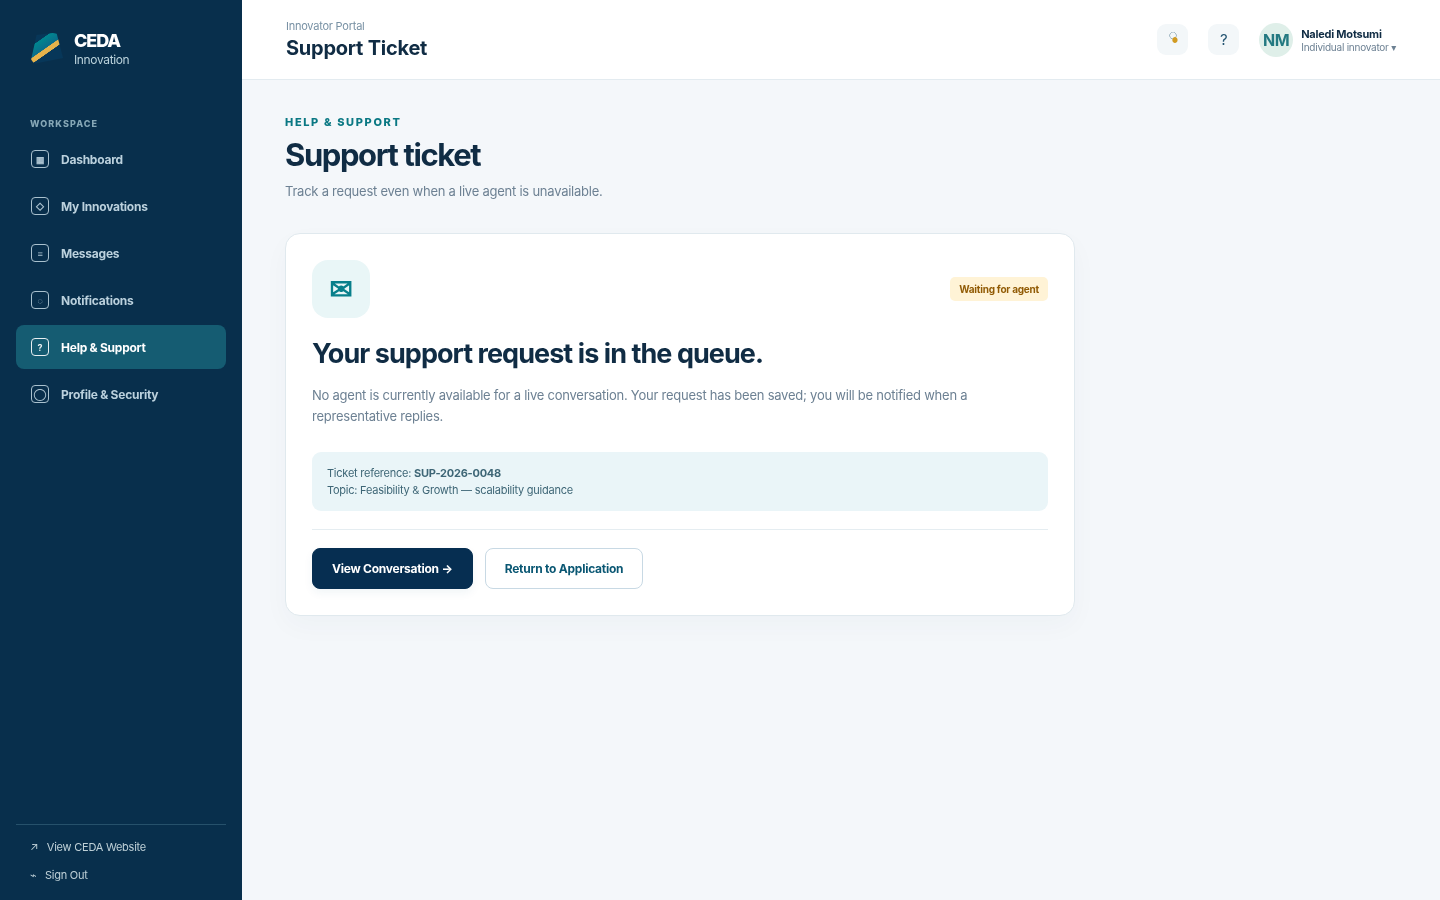 CEDA
Innovation
WORKSPACE
Dashboard
My Innovations
Messages
Notifications
? Help & Support
Profile & Security
↗ View CEDA Website
Sign Out
Innovator Portal
Support Ticket
?
NM
Naledi Motsumi
Individual innovator ▾
HELP & SUPPORT
Support ticket
Track a request even when a live agent is unavailable.
Waiting for agent
Your support request is in the queue.
No agent is currently available for a live conversation. Your request has been saved; you will be notified when a
representative replies.
Ticket reference: SUP-2026-0048
Topic: Feasibility & Growth — scalability guidance
View Conversation →
Return to Application